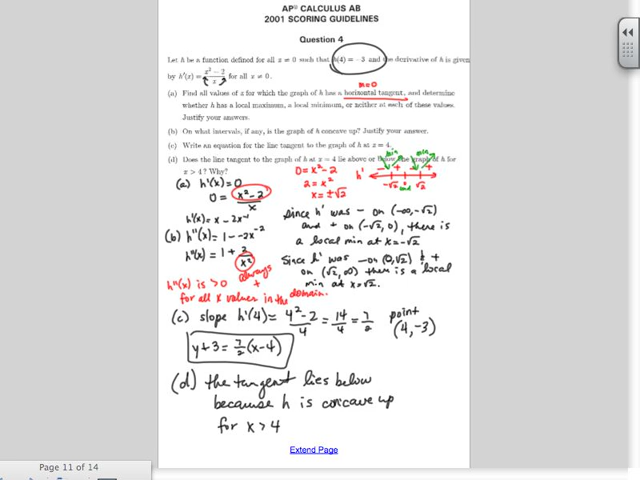 AP® CALCULUS AB
2001 SCORING GUIDELINES
Question 4
Let h be a function defined for all x ≠ 0 such that h(4) = −3 and the derivative of h is given
by h′(x) = (x² − 2)/x for all x ≠ 0.
m=0
(a) Find all values of x for which the graph of h has a horizontal tangent, and determine
whether h has a local maximum, a local minimum, or neither at each of these values.
Justify your answers.
(b) On what intervals, if any, is the graph of h concave up? Justify your answer.
(c) Write an equation for the line tangent to the graph of h at x = 4.
(d) Does the line tangent to the graph of h at x = 4 lie above or below the graph of h for
x > 4? Why?
(a) h'(x)=0
0 = (x²−2)/x
0=x²−2
2=x²
x=±√2
h' − + − +
−√2 √2
min min
h'(x)= x − 2x⁻¹
(b) h"(x)= 1 − −2x⁻²
h"(x)= 1 + 2/x²
always
+
h"(x) is >0
for all x values in the domain.
Since h' was − on (−∞,−√2)
and + on (−√2, 0), there is
a local min at x=−√2
Since h' was − on (0,√2) & +
on (√2, ∞) there is a local
min at x=√2.
(c) slope h'(4)= (4²−2)/4 = 14/4 = 7/2
point
(4,−3)
y+3 = 7/2(x−4)
(d) the tangent lies below
because h is concave up
for x > 4
Extend Page
Page 11 of 14